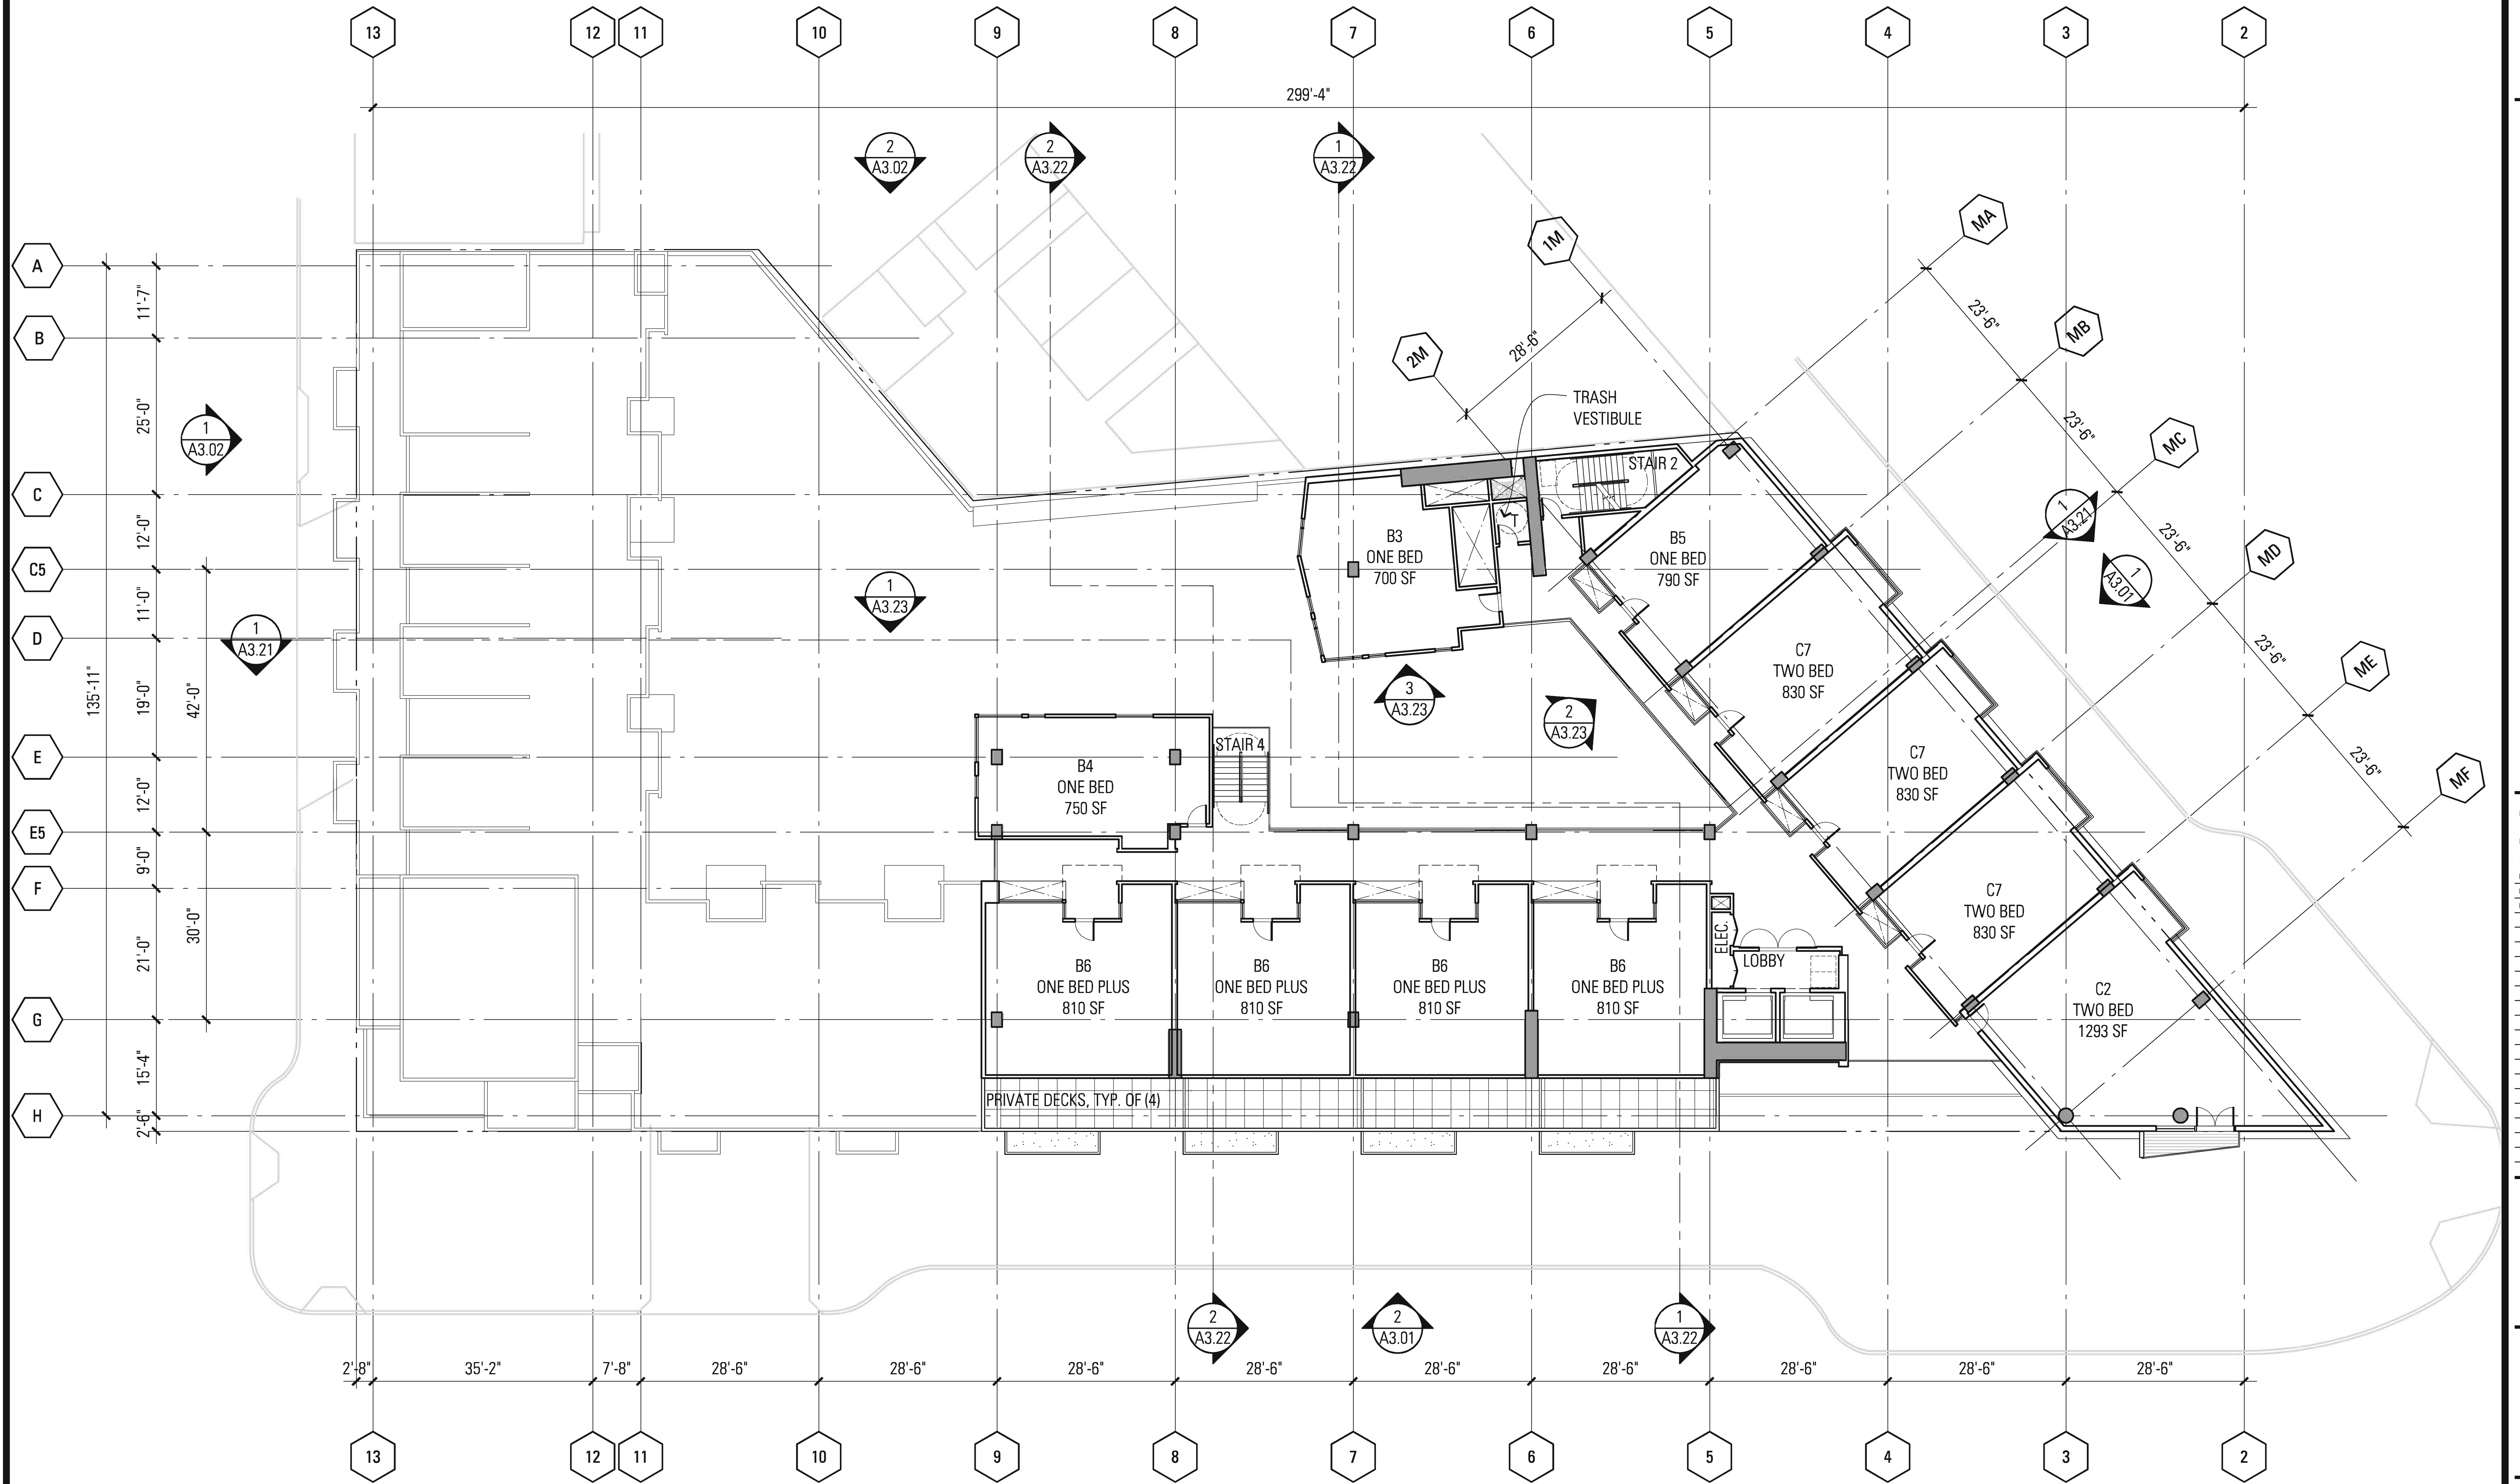 13
12
11
10
9
8
7
6
5
4
3
2
299'-4"
2
A3.02
2
A3.22
1
A3.22
MA
1M
A
11'-7"
23'-6"
MB
B
28'-6"
2M
TRASH
VESTIBULE
23'-6"
MC
25'-0"
1
A3.02
STAIR 2
C
1
A3.21
12'-0"
B3
ONE BED
700 SF
B5
ONE BED
790 SF
T
23'-6"
MD
C5
1
A3.01
11'-0"
1
A3.23
D
1
A3.21
23'-6"
ME
C7
TWO BED
830 SF
135'-11"
19'-0"
42'-0"
3
A3.23
2
A3.23
E
STAIR 4
B4
ONE BED
750 SF
C7
TWO BED
830 SF
23'-6"
MF
12'-0"
E5
9'-0"
F
C7
TWO BED
830 SF
30'-0"
21'-0"
ELEC.
LOBBY
B6
ONE BED PLUS
810 SF
B6
ONE BED PLUS
810 SF
B6
ONE BED PLUS
810 SF
B6
ONE BED PLUS
810 SF
C2
TWO BED
1293 SF
G
15'-4"
H
PRIVATE DECKS, TYP. OF (4)
2'-6"
2
A3.22
2
A3.01
1
A3.22
2'-8"
35'-2"
7'-8"
28'-6"
28'-6"
28'-6"
28'-6"
28'-6"
28'-6"
28'-6"
28'-6"
28'-6"
13
12
11
10
9
8
7
6
5
4
3
2